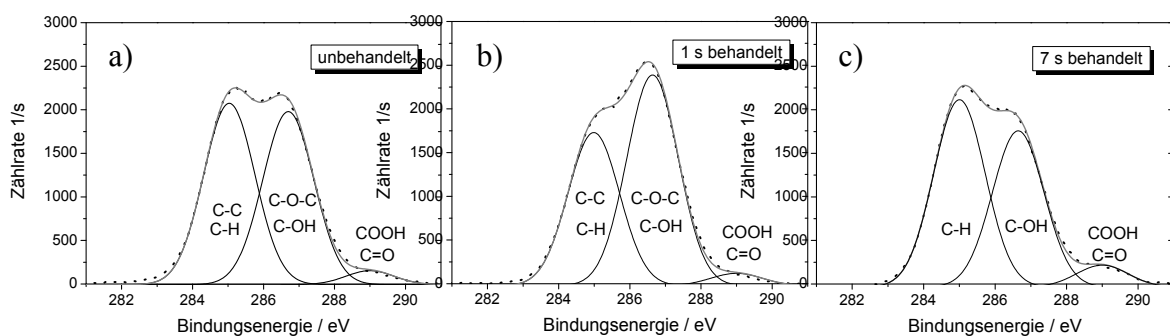 a)
unbehandelt
3000
2500
2000
1500
1000
500
0
Zählrate 1/s
C-C
C-H
C-O-C
C-OH
COOH
C=O
282 284 286 288 290
Bindungsenergie / eV
b)
1 s behandelt
3000
2500
2000
1500
1000
500
0
Zählrate 1/s
C-C
C-H
C-O-C
C-OH
COOH
C=O
282 284 286 288 290
Bindungsenergie / eV
c)
7 s behandelt
3000
2500
2000
1500
1000
500
0
Zählrate 1/s
C-H
C-OH
COOH
C=O
282 284 286 288 290
Bindungsenergie / eV